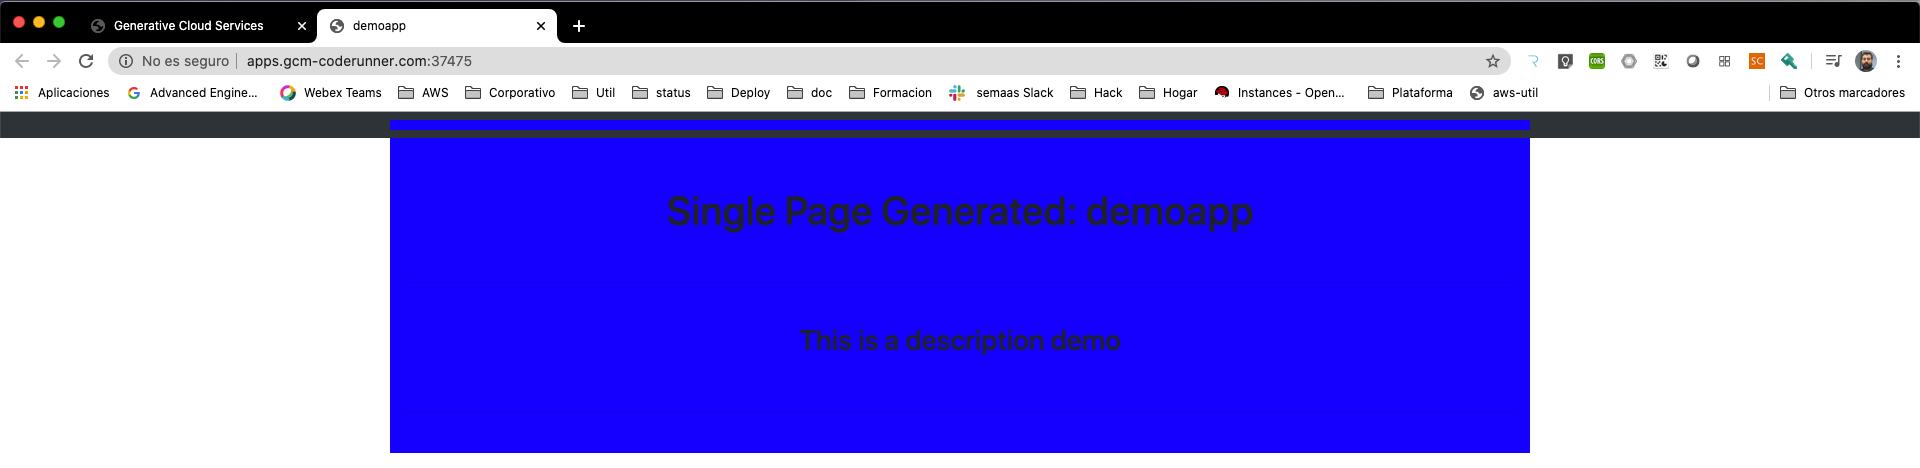 Generative Cloud Services
demoapp
No es seguro apps.gcm-coderunner.com:37475
CORS
SC
Aplicaciones Advanced Engine... Webex Teams AWS Corporativo Util status Deploy doc Formacion semaas Slack Hack Hogar Instances - Open... Plataforma aws-util Otros marcadores
Single Page Generated: demoapp
This is a description demo